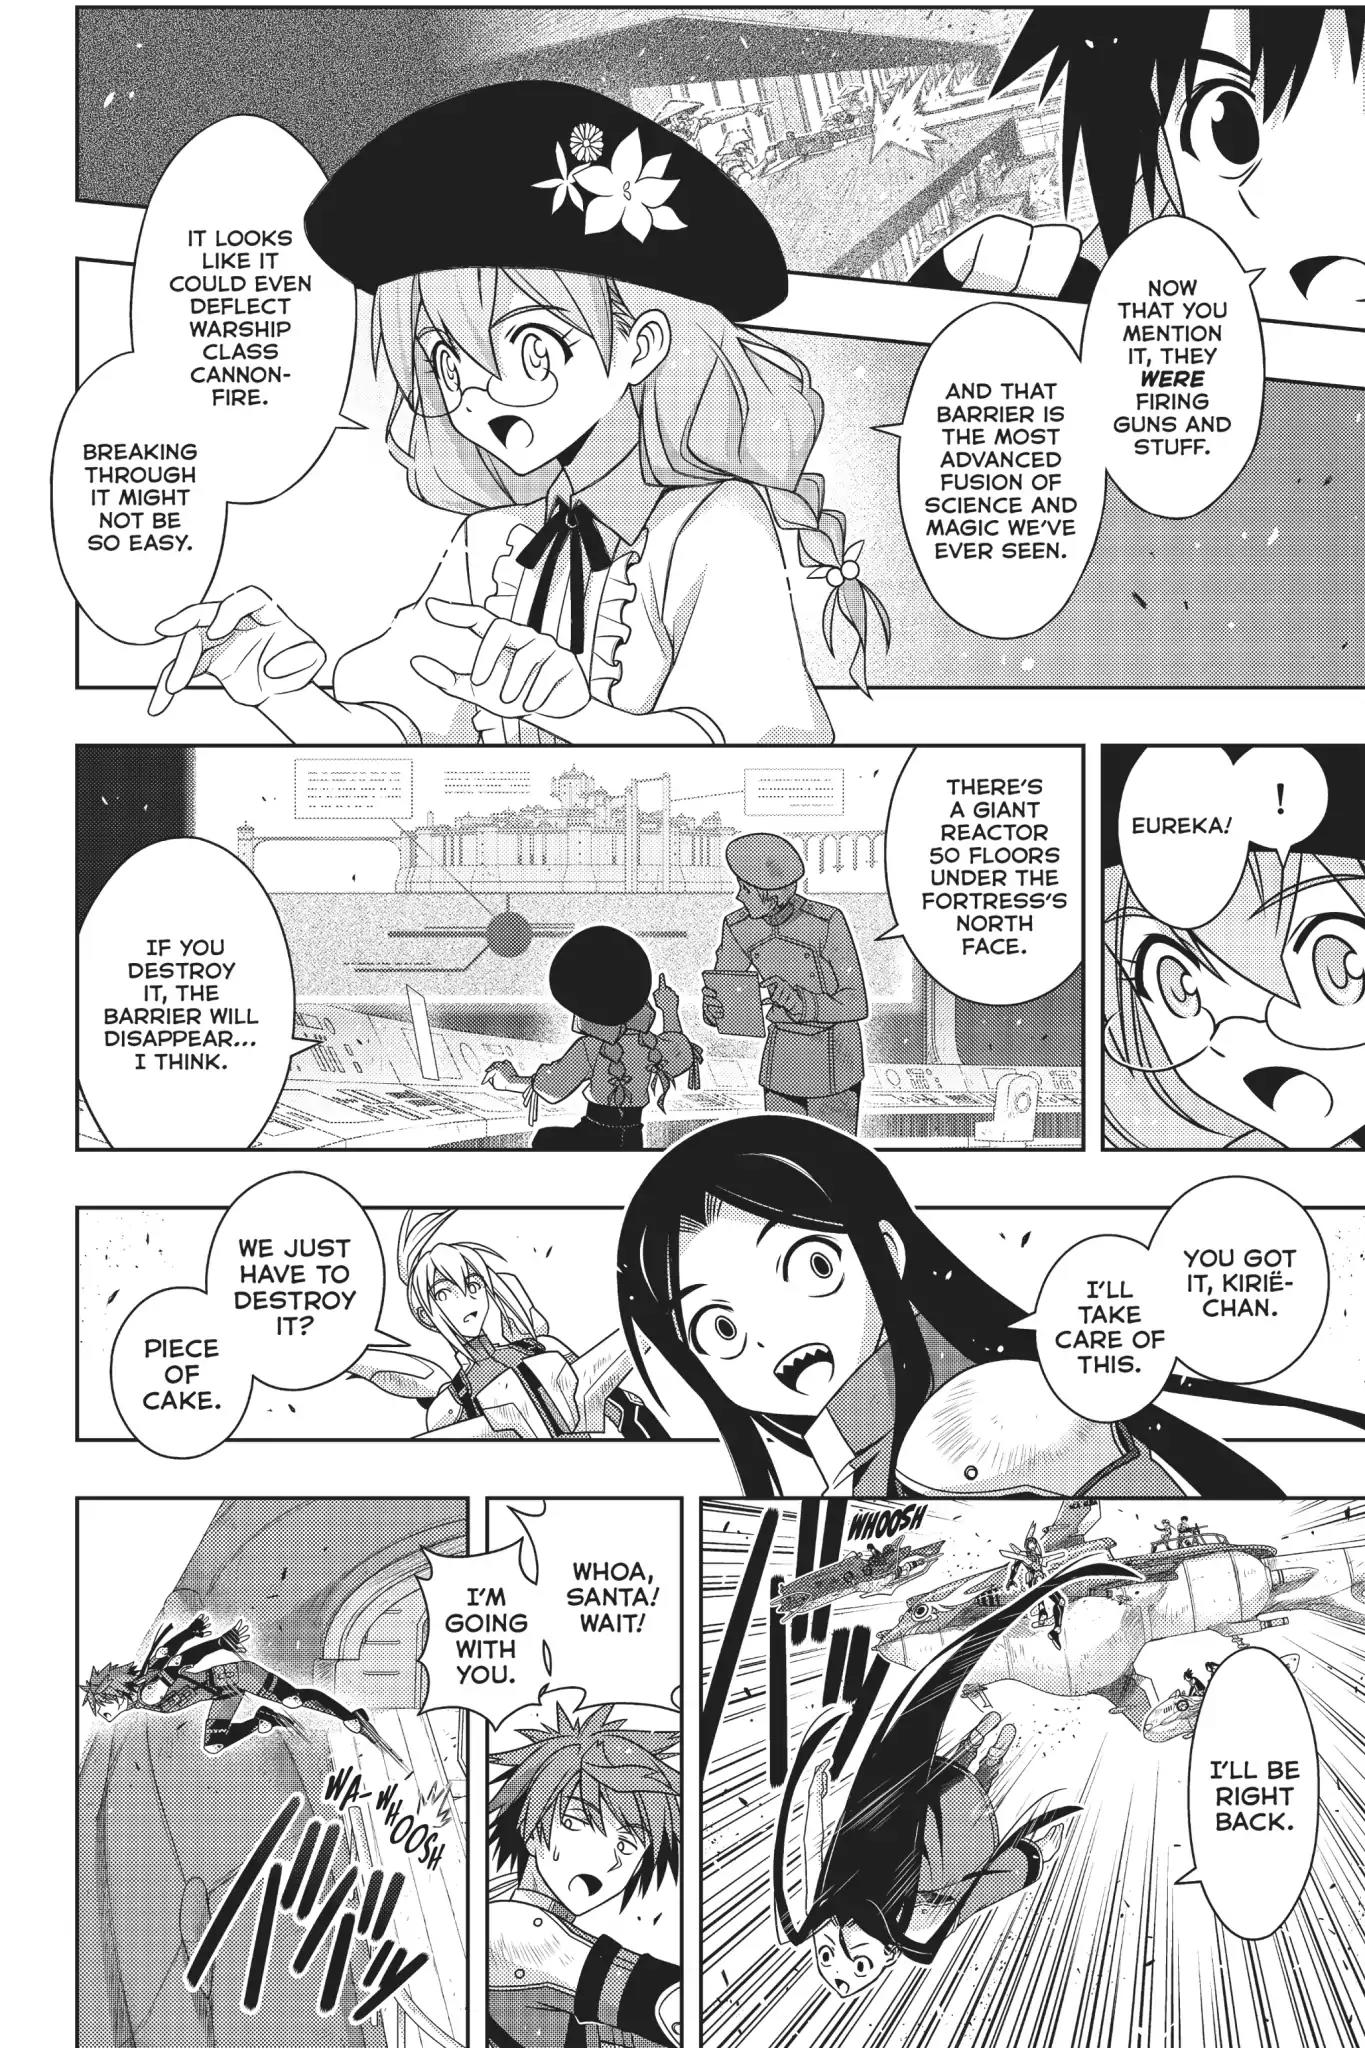 NOW
THAT YOU
MENTION
IT, THEY
WERE
FIRING
GUNS AND
STUFF.
AND THAT
BARRIER IS
THE MOST
ADVANCED
FUSION OF
SCIENCE AND
MAGIC WE'VE
EVER SEEN.
IT LOOKS
LIKE IT
COULD EVEN
DEFLECT
WARSHIP
CLASS
CANNON-
FIRE.
BREAKING
THROUGH
IT MIGHT
NOT BE
SO EASY.
!
EUREKA!
THERE'S
A GIANT
REACTOR
50 FLOORS
UNDER THE
FORTRESS'S
NORTH
FACE.
IF YOU
DESTROY
IT, THE
BARRIER WILL
DISAPPEAR...
I THINK.
YOU GOT
IT, KIRIË-
CHAN.
I'LL
TAKE
CARE OF
THIS.
WE JUST
HAVE TO
DESTROY
IT?
PIECE
OF
CAKE.
WHOOSH
I'LL BE
RIGHT
BACK.
WHOA,
SANTA!
WAIT!
I'M
GOING
WITH
YOU.
WA-WHOOSH